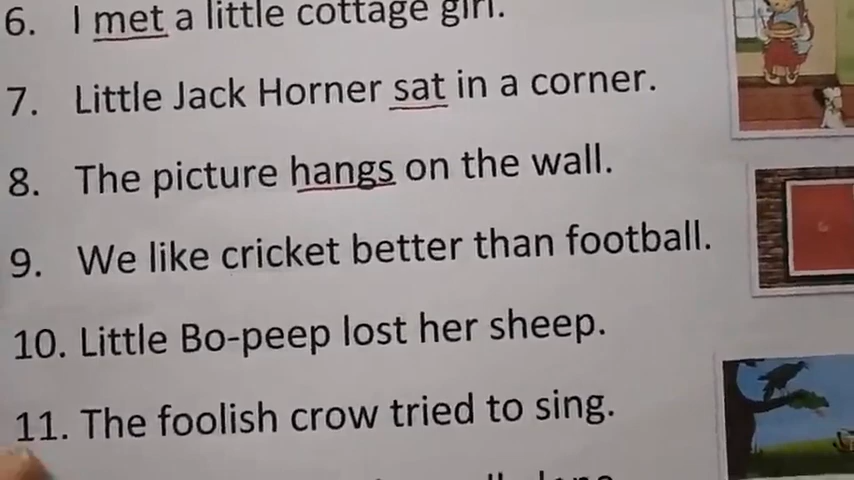 6. I met a little cottage girl.
7. Little Jack Horner sat in a corner.
8. The picture hangs on the wall.
9. We like cricket better than football.
10. Little Bo-peep lost her sheep.
11. The foolish crow tried to sing.